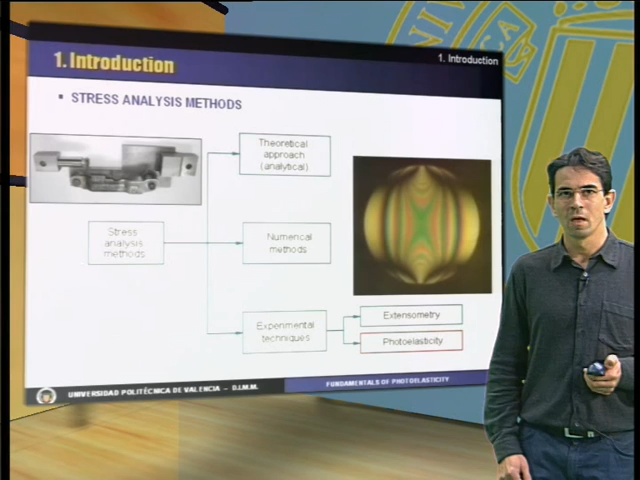 1. Introduction
1. Introduction
▪ STRESS ANALYSIS METHODS
Theoretical
approach
(analytical)
Stress
analysis
methods
Numerical
methods
Experimental
techniques
Extensometry
Photoelasticity
UNIVERSIDAD POLITÉCNICA DE VALENCIA – D.I.M.M.
FUNDAMENTALS OF PHOTOELASTICITY